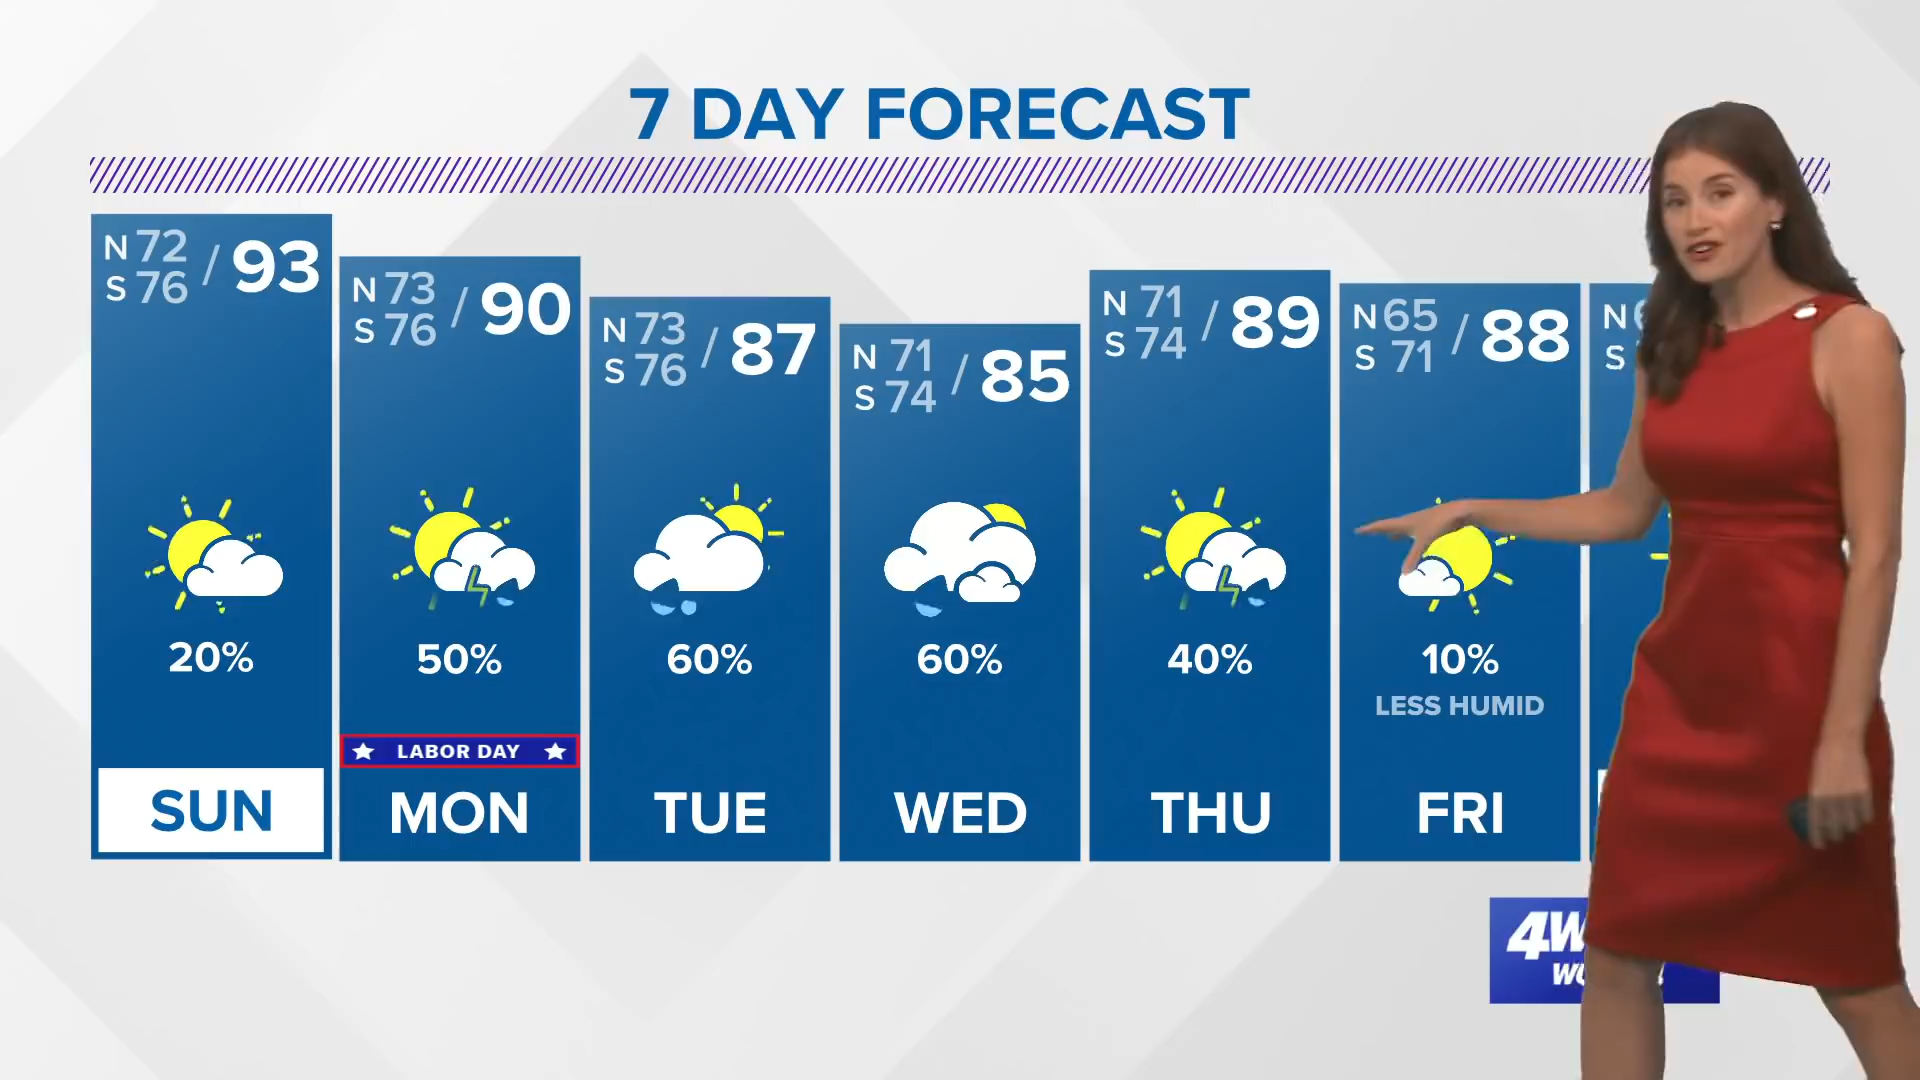 7 DAY FORECAST
N 72
S 76
/ 93
20%
SUN
N 73
S 76
/ 90
50%
LABOR DAY
MON
N 73
S 76
/ 87
60%
TUE
N 71
S 74
/ 85
60%
WED
N 71
S 74
/ 89
40%
THU
N 65
S 71
/ 88
10%
LESS HUMID
FRI
N
S